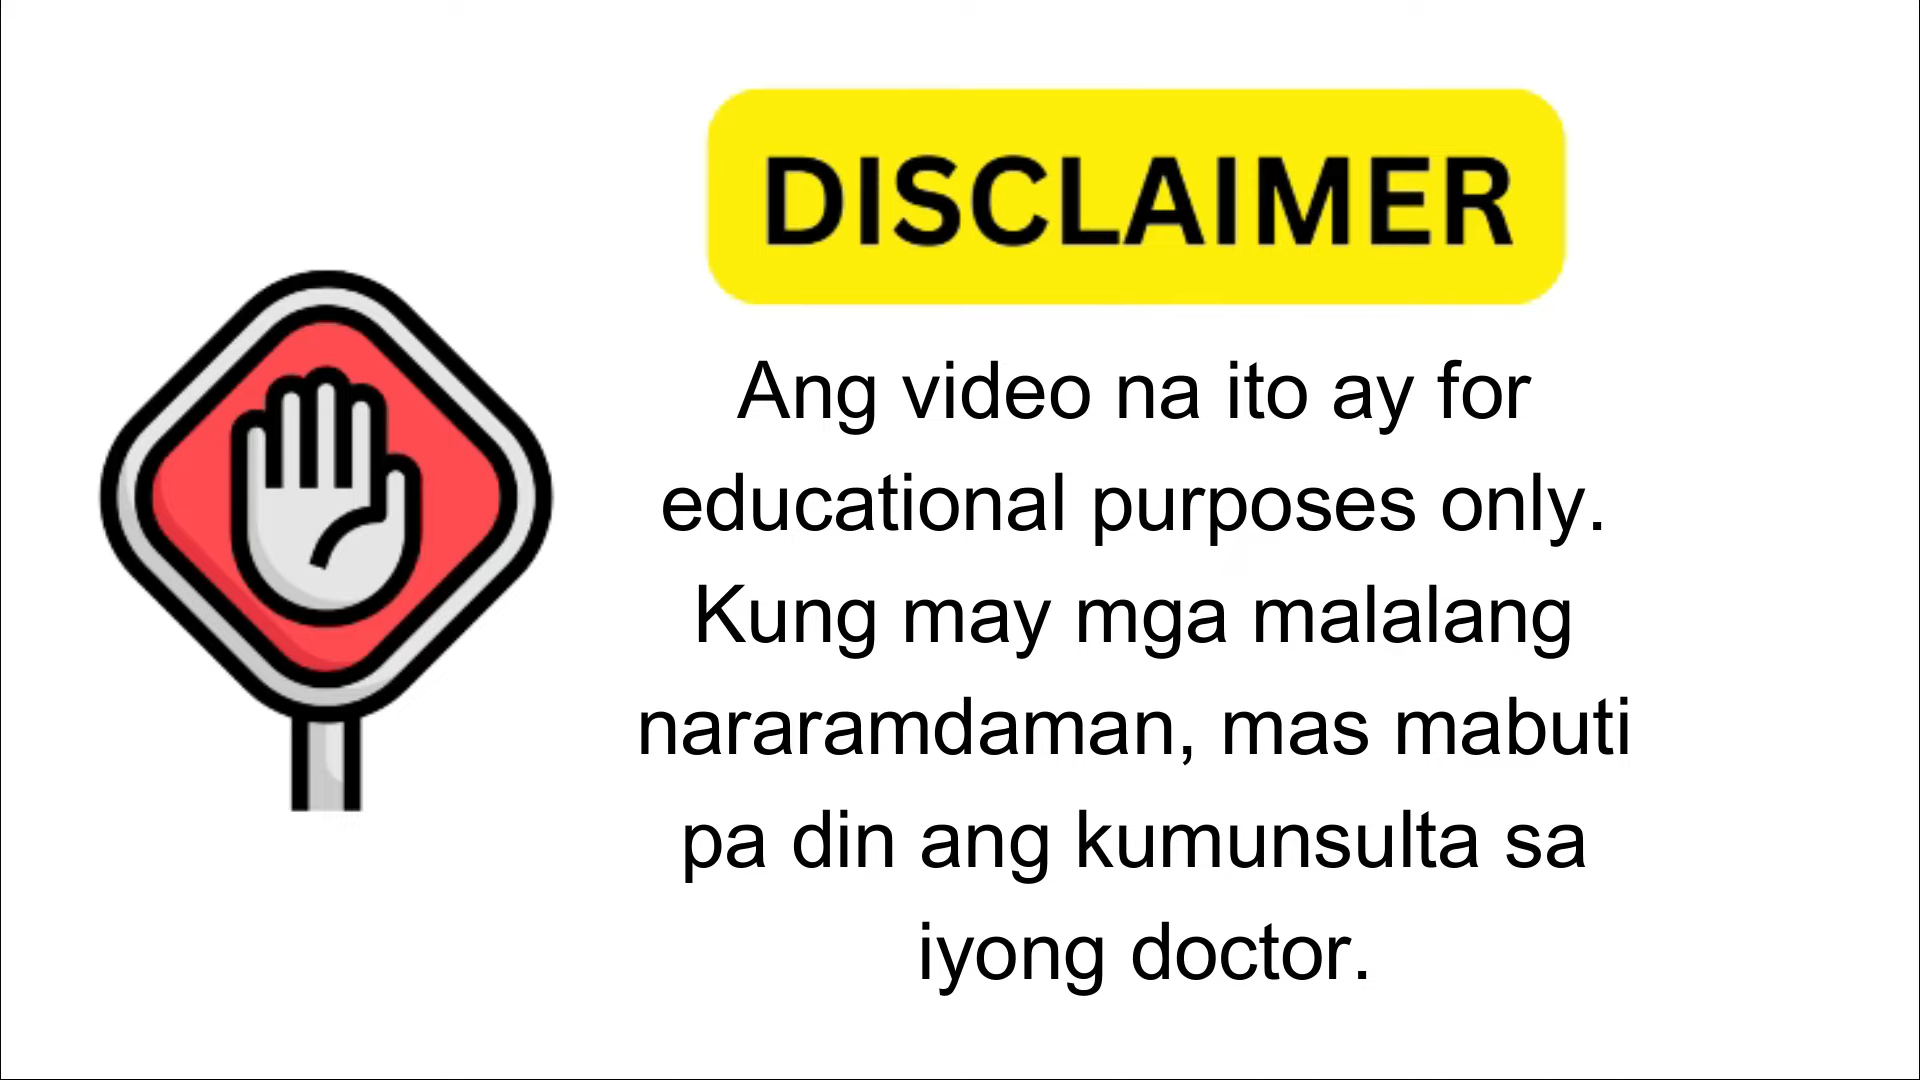 DISCLAIMER
Ang video na ito ay for
educational purposes only.
Kung may mga malalang
nararamdaman, mas mabuti
pa din ang kumunsulta sa
iyong doctor.